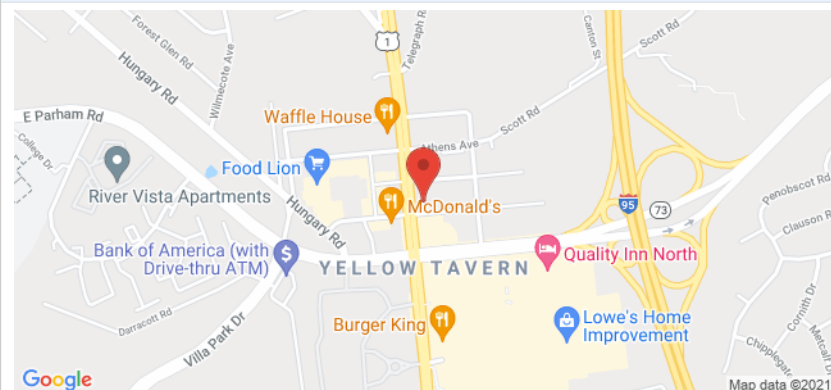 Forest Glen Rd
Wilmecote Ave
Hungary Rd
1
Telegraph R
Canton St
Scott Rd
E Parham Rd
Waffle House
Scott Rd
Athens Ave
College Dr
Food Lion
River Vista Apartments
McDonald's
95
73
Penobscot Rd
Clauson R
Hungary Rd
Bank of America (with
Drive-thru ATM)
$
YELLOW TAVERN
Quality Inn North
Darracott Rd
Villa Park Dr
Burger King
Lowe's Home
Improvement
Cornith Dr
Metcalf
Chipplegat
Google
Map data ©2021